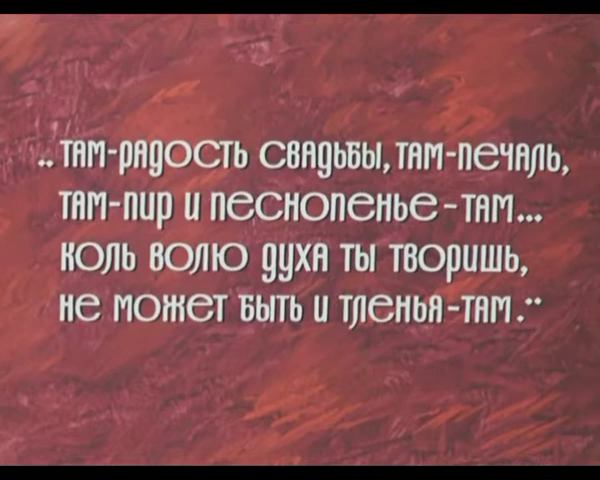 „там-радость свадьбы, там-печаль,
там-пир и песнопенье-там...
коль волю духа ты творишь,
не может быть и тленья-там.“